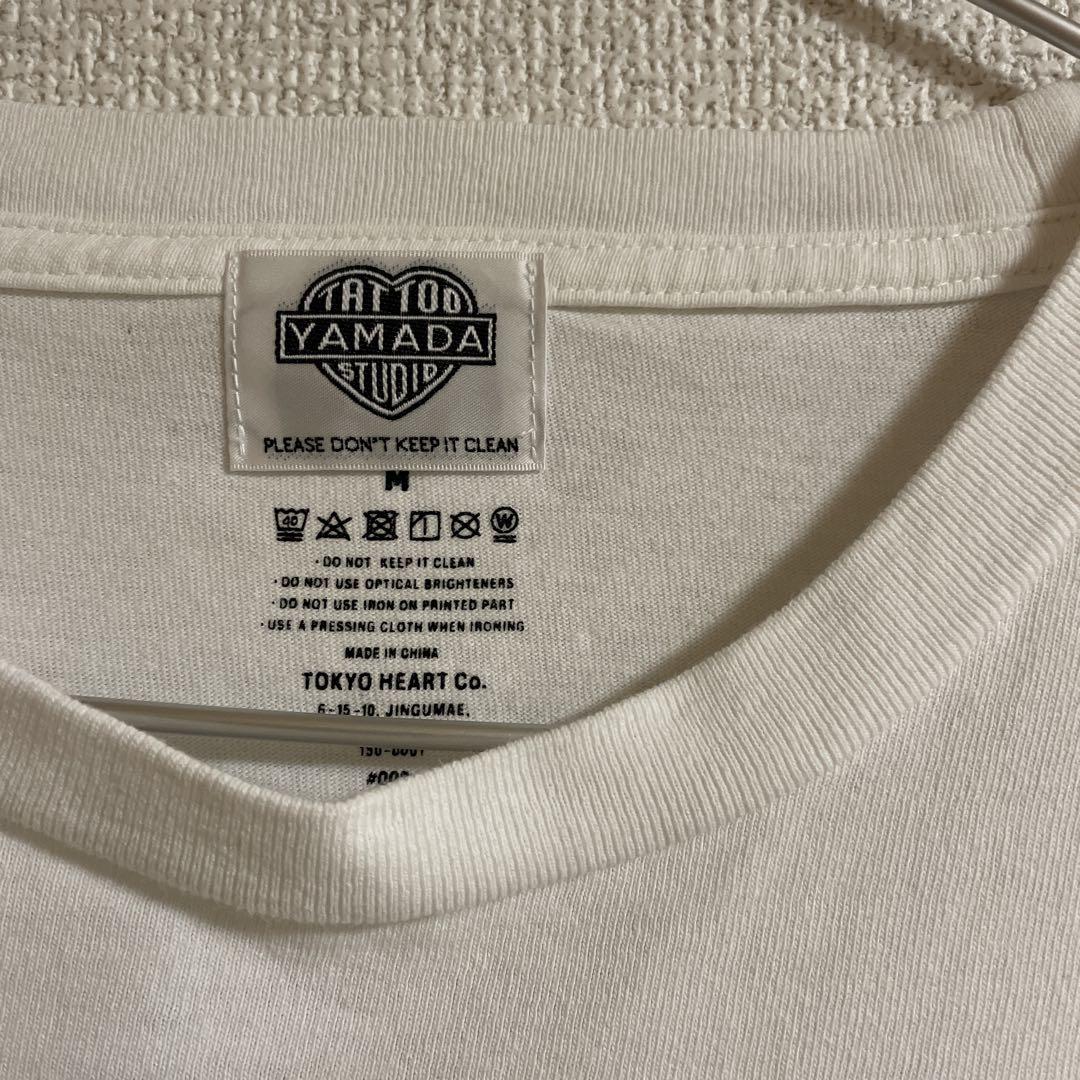 TATTOO
YAMADA
STUDIO
PLEASE DON'T KEEP IT CLEAN
M
40
W
· DO NOT KEEP IT CLEAN
· DO NOT USE OPTICAL BRIGHTENERS
· DO NOT USE IRON ON PRINTED PART
· USE A PRESSING CLOTH WHEN IRONING
MADE IN CHINA
TOKYO HEART Co.
6-15-10, JINGUMAE,
150-0001